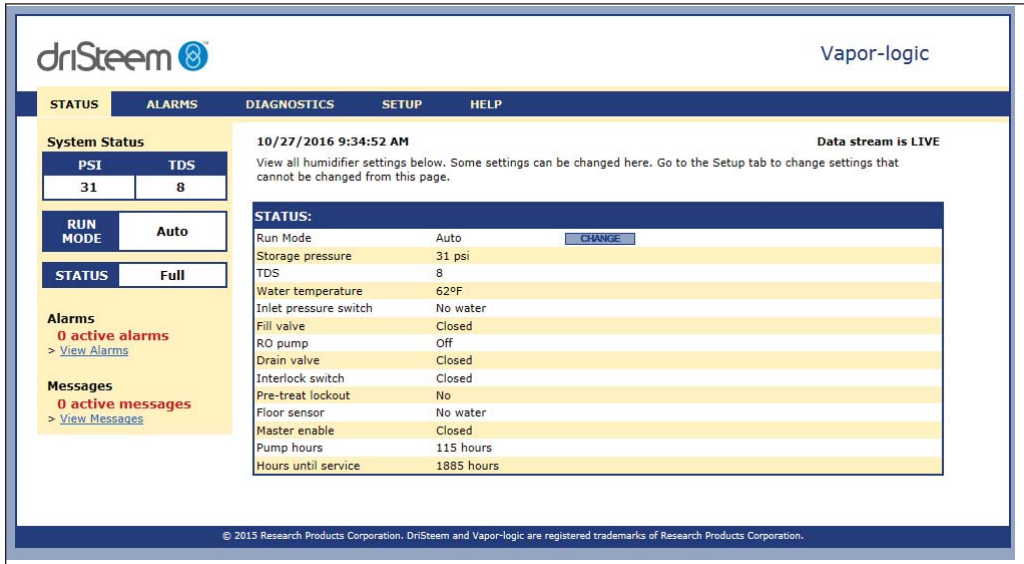 driSteem
Vapor-logic
STATUS ALARMS DIAGNOSTICS SETUP HELP
System Status
PSI TDS
31 8
RUN MODE Auto
STATUS Full
Alarms
0 active alarms
> View Alarms
Messages
0 active messages
> View Messages
10/27/2016 9:34:52 AM Data stream is LIVE
View all humidifier settings below. Some settings can be changed here. Go to the Setup tab to change settings that
cannot be changed from this page.
STATUS:
Run Mode Auto CHANGE
Storage pressure 31 psi
TDS 8
Water temperature 62ºF
Inlet pressure switch No water
Fill valve Closed
RO pump Off
Drain valve Closed
Interlock switch Closed
Pre-treat lockout No
Floor sensor No water
Master enable Closed
Pump hours 115 hours
Hours until service 1885 hours
© 2015 Research Products Corporation. DriSteem and Vapor-logic are registered trademarks of Research Products Corporation.